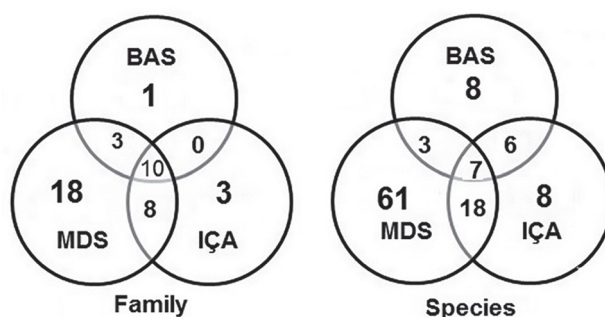 BAS
1
3
0
10
18
8
3
MDS
IÇA
Family
BAS
8
3
6
7
61
18
8
MDS
IÇA
Species